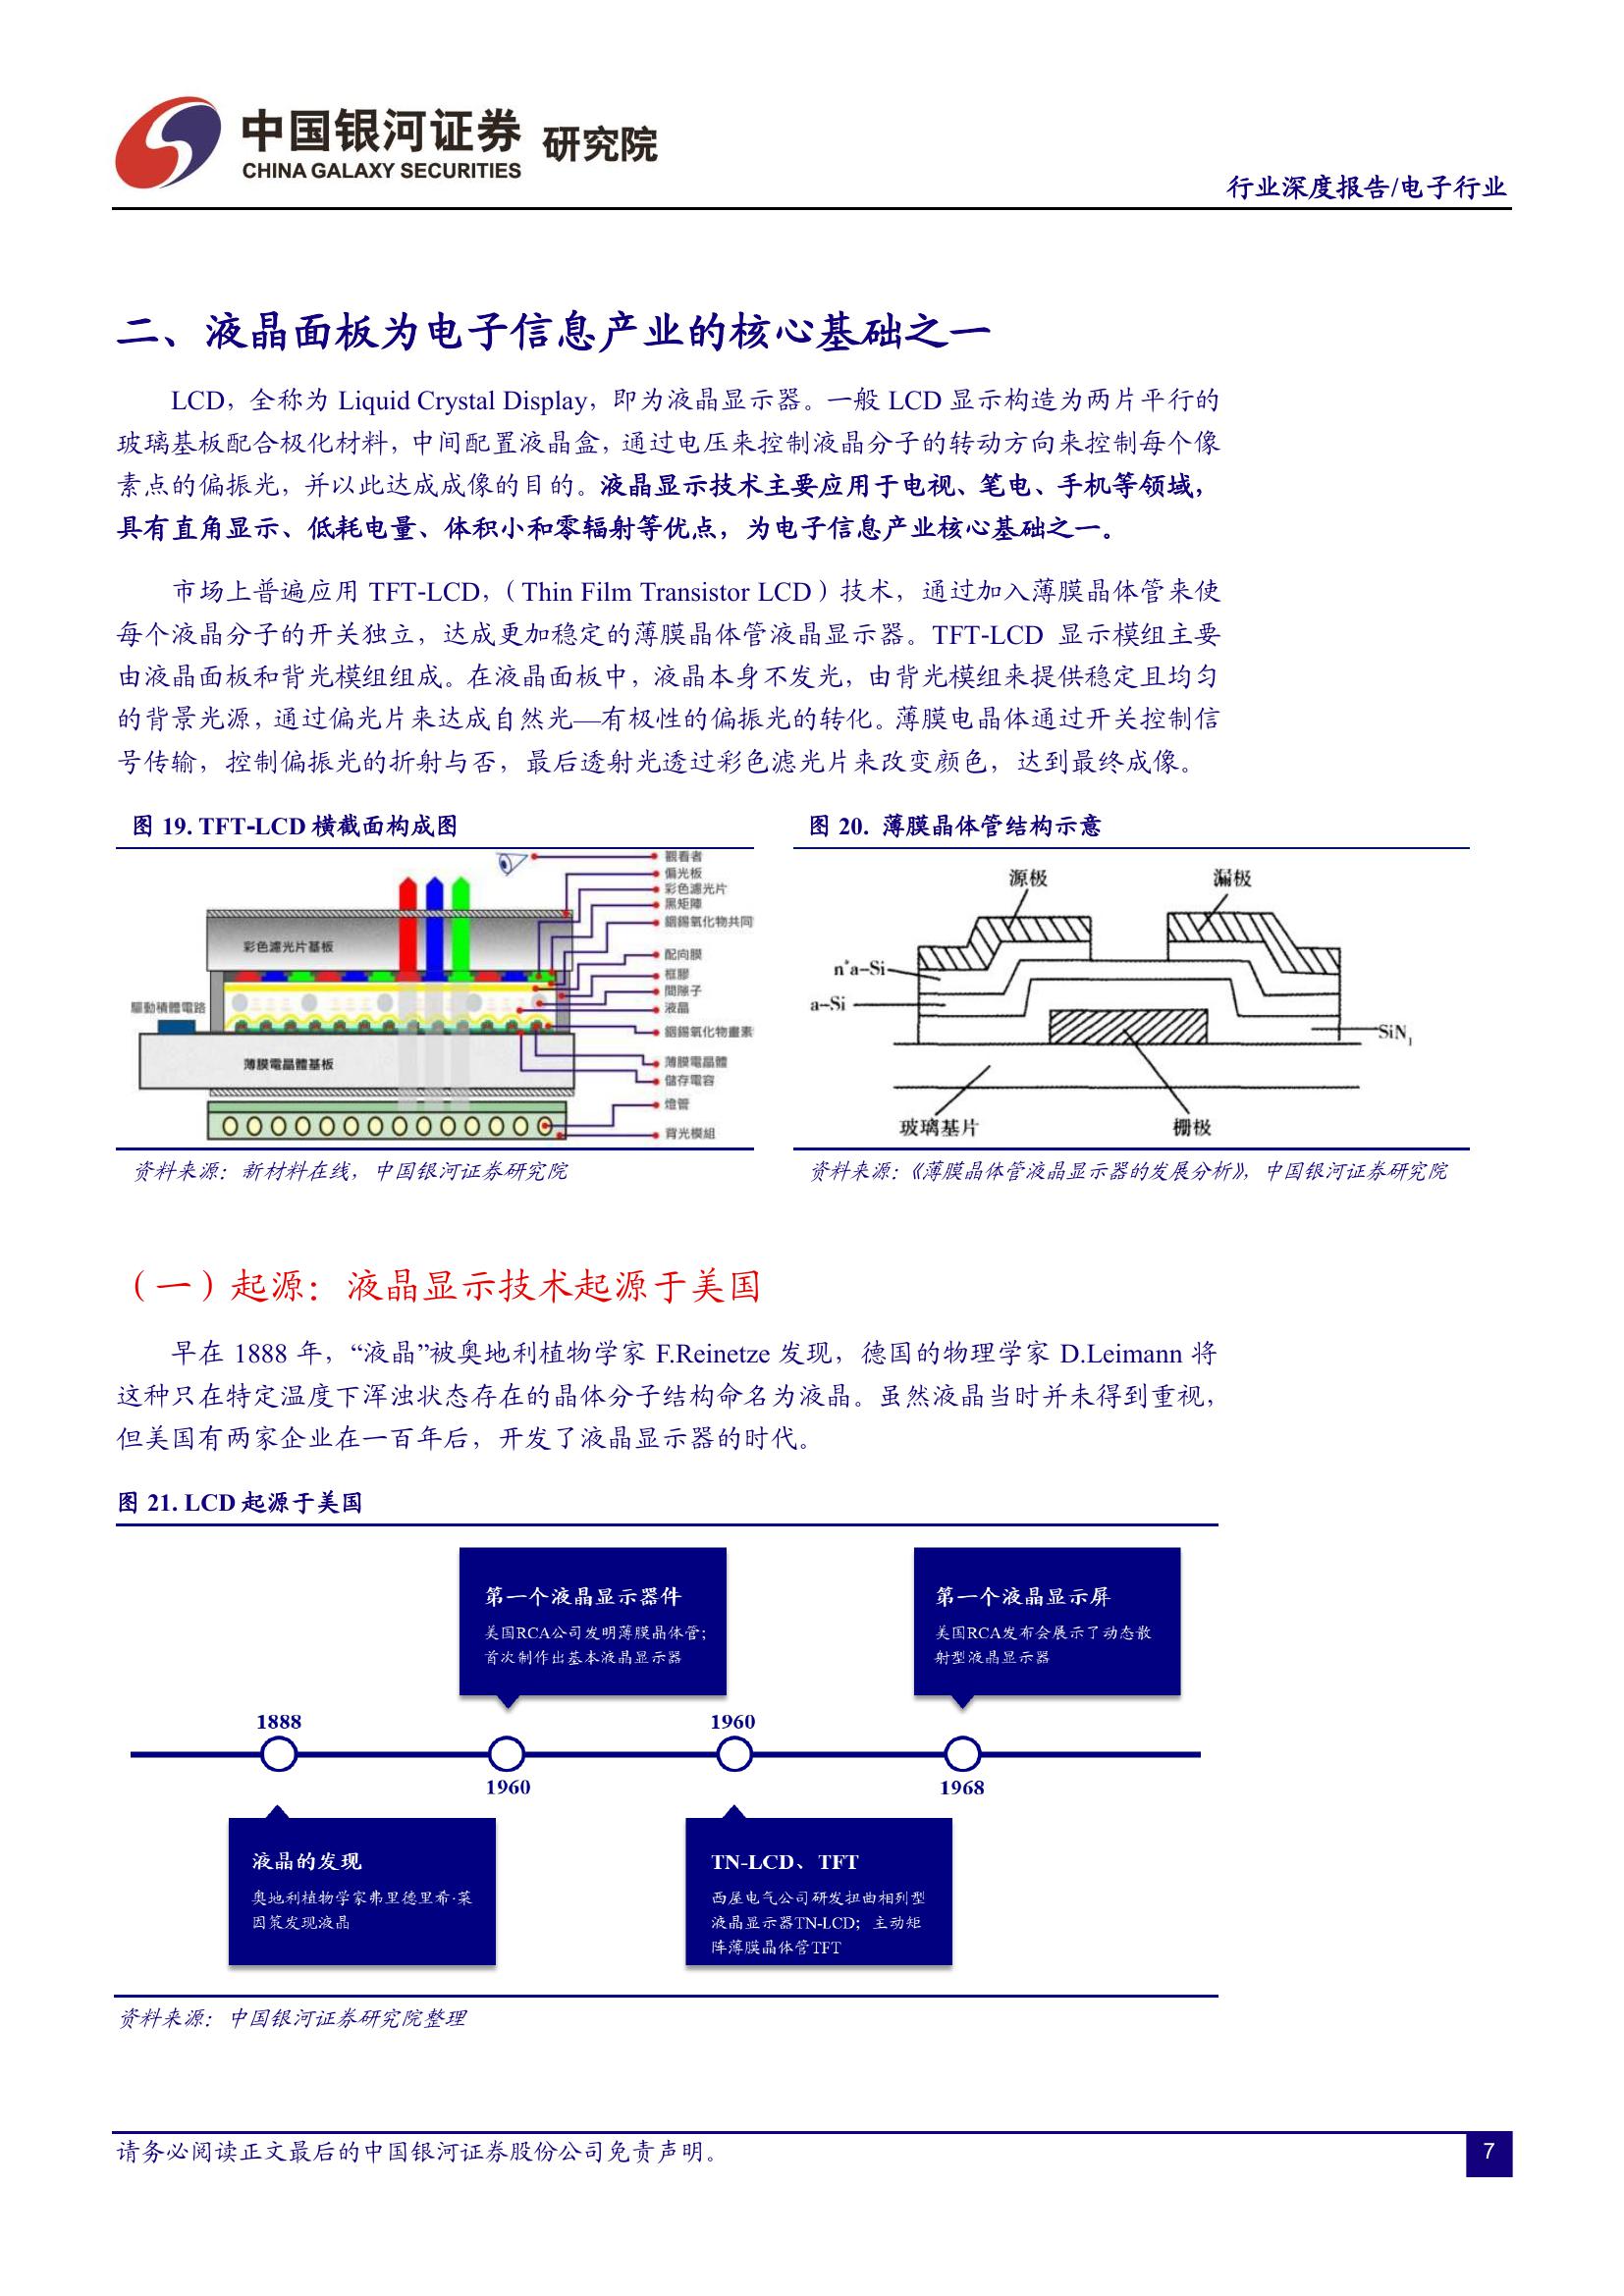 中国银河证券 研究院
CHINA GALAXY SECURITIES
行业深度报告/电子行业
二、液晶面板为电子信息产业的核心基础之一
LCD，全称为 Liquid Crystal Display，即为液晶显示器。一般 LCD 显示构造为两片平行的
玻璃基板配合极化材料，中间配置液晶盒，通过电压来控制液晶分子的转动方向来控制每个像
素点的偏振光，并以此达成成像的目的。液晶显示技术主要应用于电视、笔电、手机等领域，
具有直角显示、低耗电量、体积小和零辐射等优点，为电子信息产业核心基础之一。
市场上普遍应用 TFT-LCD，（Thin Film Transistor LCD）技术，通过加入薄膜晶体管来使
每个液晶分子的开关独立，达成更加稳定的薄膜晶体管液晶显示器。TFT-LCD 显示模组主要
由液晶面板和背光模组组成。在液晶面板中，液晶本身不发光，由背光模组来提供稳定且均匀
的背景光源，通过偏光片来达成自然光—有极性的偏振光的转化。薄膜电晶体通过开关控制信
号传输，控制偏振光的折射与否，最后透射光透过彩色滤光片来改变颜色，达到最终成像。
图 19. TFT-LCD 横截面构成图
觀看者
偏光板
彩色濾光片
黑矩陣
銦錫氧化物共同
彩色濾光片基板
配向膜
框膠
間隙子
液晶
驅動積體電路
銦錫氧化物畫素
薄膜電晶體基板
薄膜電晶體
儲存電容
燈管
背光模組
资料来源：新材料在线，中国银河证券研究院
图 20. 薄膜晶体管结构示意
源极
漏极
n+a-Si
a-Si
SiN
玻璃基片
栅极
资料来源：《薄膜晶体管液晶显示器的发展分析》，中国银河证券研究院
（一）起源：液晶显示技术起源于美国
早在 1888 年，“液晶”被奥地利植物学家 F.Reinetze 发现，德国的物理学家 D.Leimann 将
这种只在特定温度下浑浊状态存在的晶体分子结构命名为液晶。虽然液晶当时并未得到重视，
但美国有两家企业在一百年后，开发了液晶显示器的时代。
图 21. LCD 起源于美国
第一个液晶显示器件
美国RCA公司发明薄膜晶体管；
首次制作出基本液晶显示器
第一个液晶显示屏
美国RCA发布会展示了动态散
射型液晶显示器
1888
1960
1960
1968
液晶的发现
奥地利植物学家弗里德里希·莱
因策发现液晶
TN-LCD、TFT
西屋电气公司研发扭曲相列型
液晶显示器TN-LCD；主动矩
阵薄膜晶体管TFT
资料来源：中国银河证券研究院整理
请务必阅读正文最后的中国银河证券股份公司免责声明。
7